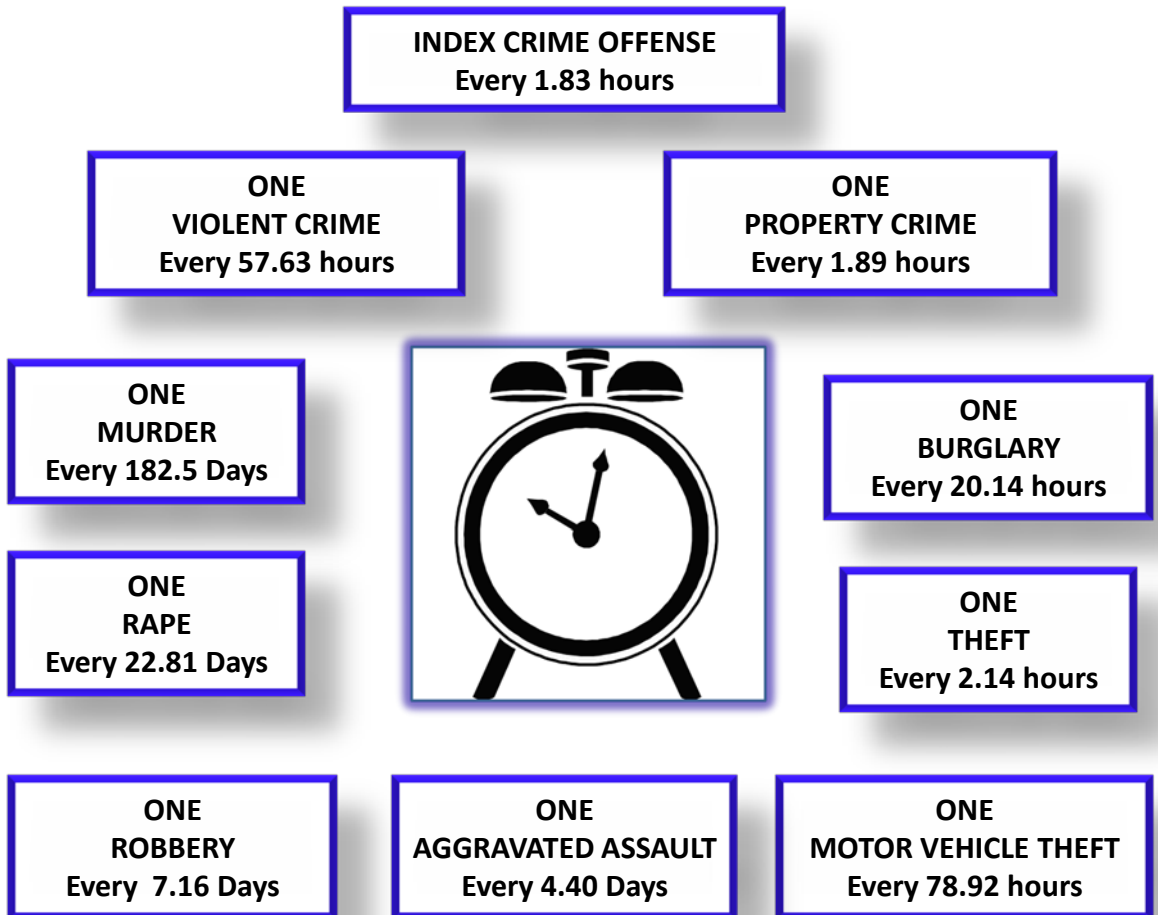 INDEX CRIME OFFENSE
Every 1.83 hours
ONE
VIOLENT CRIME
Every 57.63 hours
ONE
PROPERTY CRIME
Every 1.89 hours
ONE
MURDER
Every 182.5 Days
ONE
BURGLARY
Every 20.14 hours
ONE
RAPE
Every 22.81 Days
ONE
THEFT
Every 2.14 hours
ONE
ROBBERY
Every  7.16 Days
ONE
AGGRAVATED ASSAULT
Every 4.40 Days
ONE
MOTOR VEHICLE THEFT
Every 78.92 hours